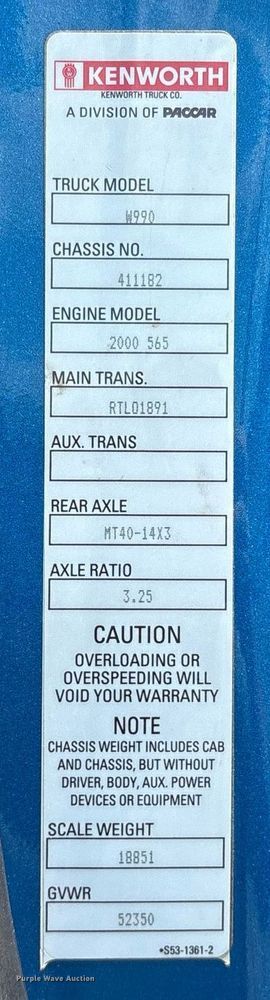 KENWORTH
KENWORTH TRUCK CO.
A DIVISION OF PACCAR
TRUCK MODEL
W990
CHASSIS NO.
411182
ENGINE MODEL
2000 565
MAIN TRANS.
RTLO1891
AUX. TRANS
REAR AXLE
MT40-14X3
AXLE RATIO
3.25
CAUTION
OVERLOADING OR
OVERSPEEDING WILL
VOID YOUR WARRANTY
NOTE
CHASSIS WEIGHT INCLUDES CAB
AND CHASSIS, BUT WITHOUT
DRIVER, BODY, AUX. POWER
DEVICES OR EQUIPMENT
SCALE WEIGHT
18851
GVWR
52350
•S53-1361-2
Purple Wave Auction